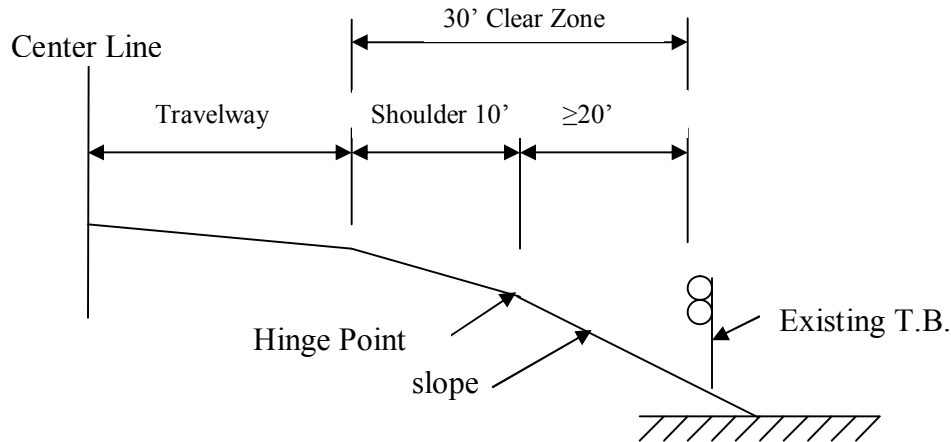 30’ Clear Zone
Center Line
Travelway
Shoulder 10’
≥20’
Hinge Point
Existing T.B.
slope